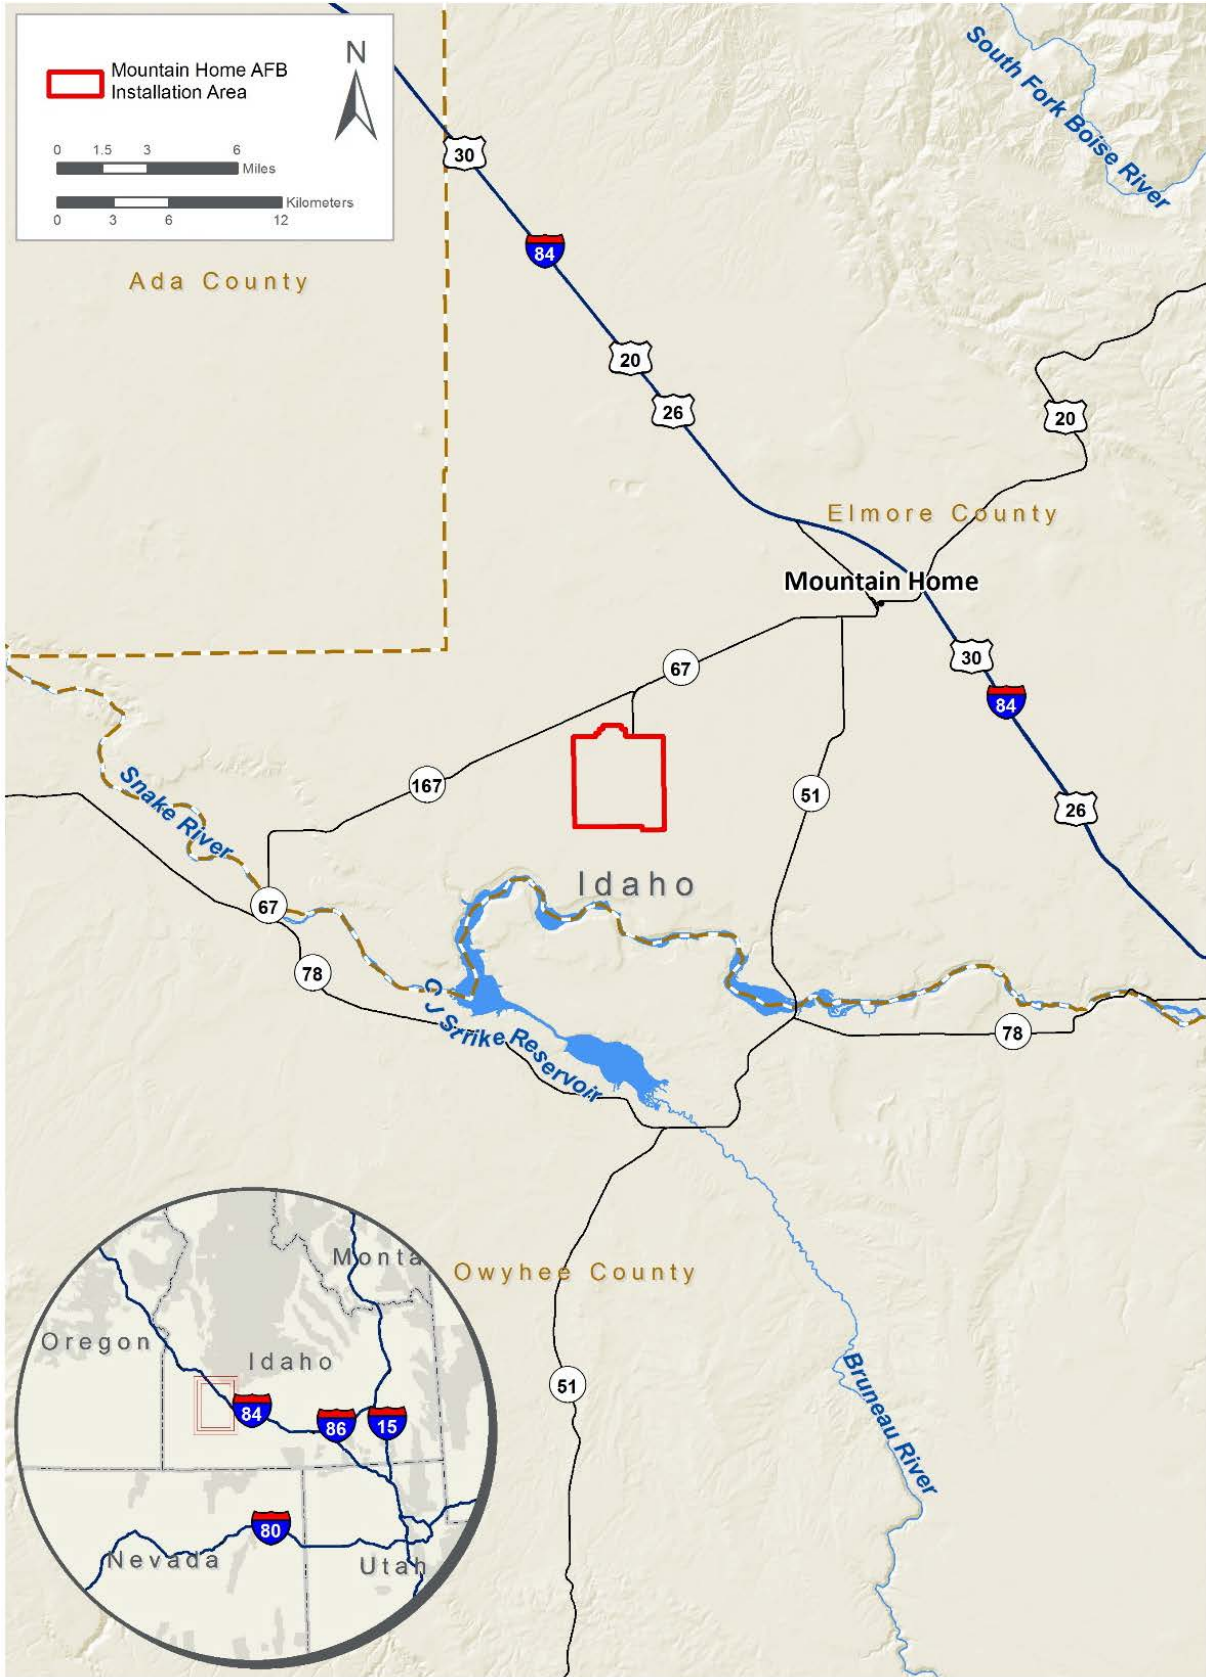 Mountain Home AFB
Installation Area
N
0 1.5 3 6
Miles
Kilometers
0 3 6 12
South Fork Boise River
30
84
Ada County
20
26
20
Elmore County
Mountain Home
67
30
84
167
51
26
Snake River
Idaho
67
78
C J Strike Reservoir
78
Owyhee County
51
Bruneau River
Monta
Oregon
Idaho
84
86
15
80
Nevada
Utah